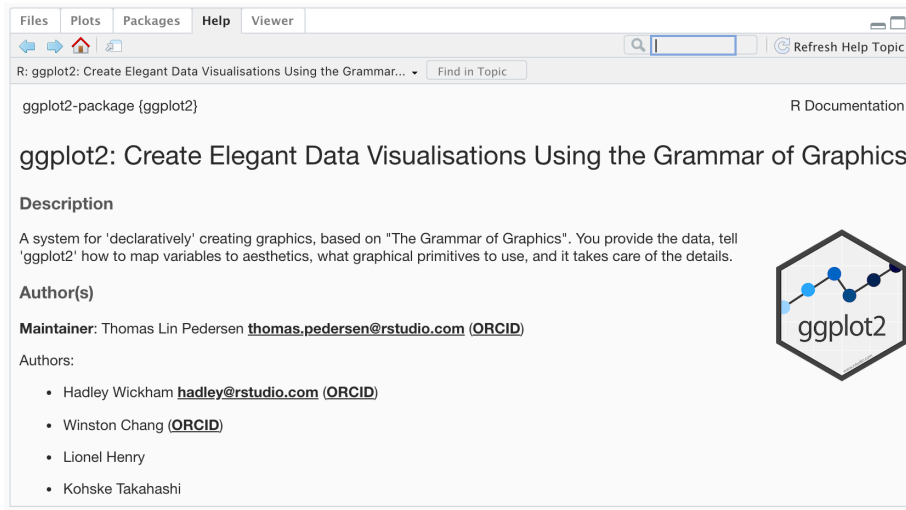 Files Plots Packages Help Viewer
Refresh Help Topic
R: ggplot2: Create Elegant Data Visualisations Using the Grammar... Find in Topic
ggplot2-package {ggplot2} R Documentation
ggplot2: Create Elegant Data Visualisations Using the Grammar of Graphics
Description
A system for 'declaratively' creating graphics, based on "The Grammar of Graphics". You provide the data, tell
'ggplot2' how to map variables to aesthetics, what graphical primitives to use, and it takes care of the details.
ggplot2
Author(s)
Maintainer: Thomas Lin Pedersen thomas.pedersen@rstudio.com (ORCID)
Authors:
• Hadley Wickham hadley@rstudio.com (ORCID)
• Winston Chang (ORCID)
• Lionel Henry
• Kohske Takahashi